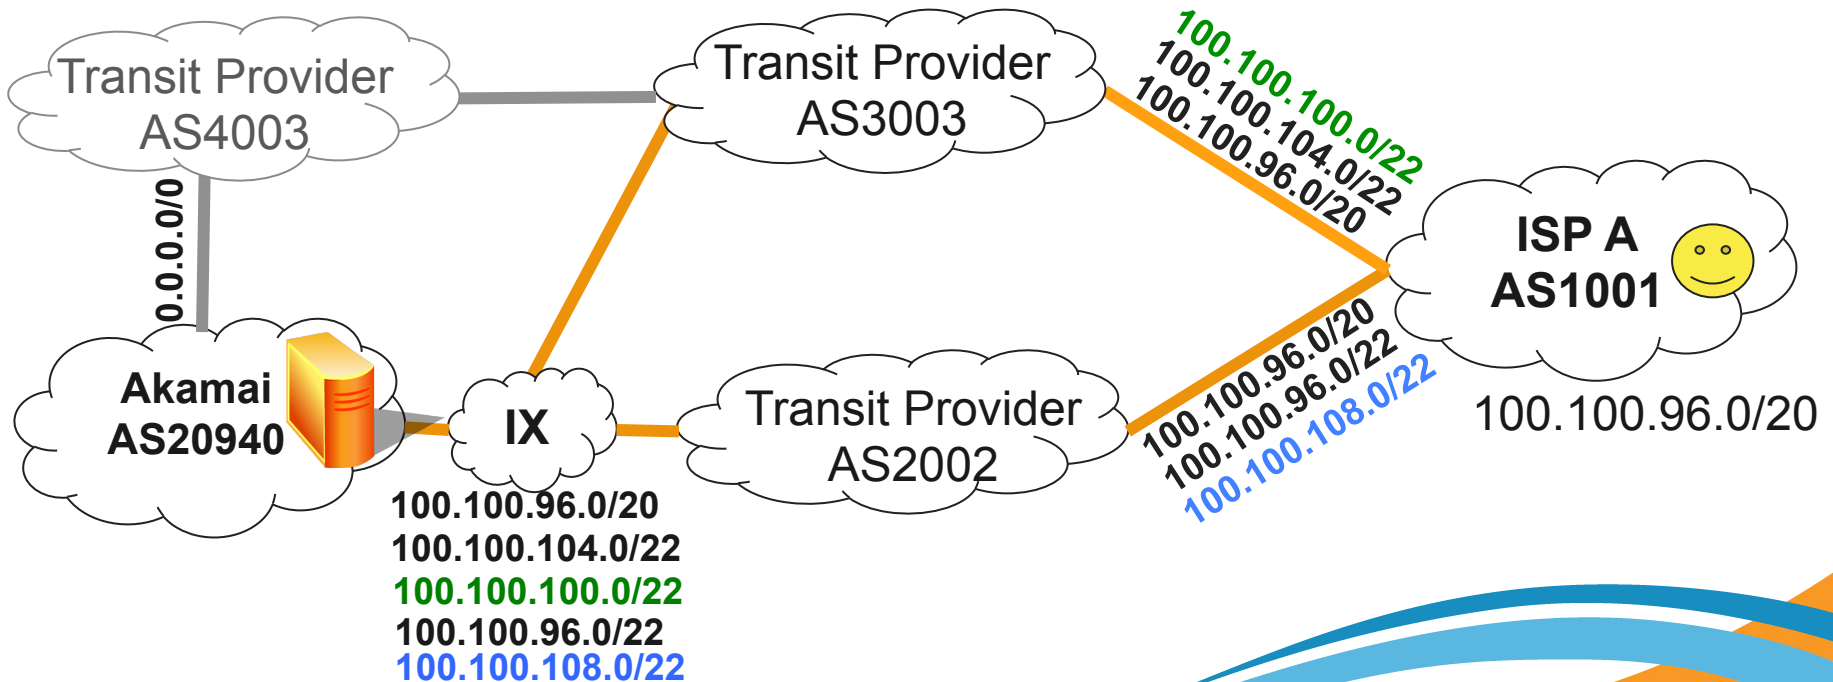 Transit Provider
AS4003
Transit Provider
AS3003
100.100.100.0/22
100.100.104.0/22
100.100.96.0/20
0.0.0.0/0
ISP A
AS1001
100.100.96.0/20
Akamai
AS20940
IX
Transit Provider
AS2002
100.100.96.0/20
100.100.96.0/22
100.100.108.0/22
100.100.96.0/20
100.100.104.0/22
100.100.100.0/22
100.100.96.0/22
100.100.108.0/22